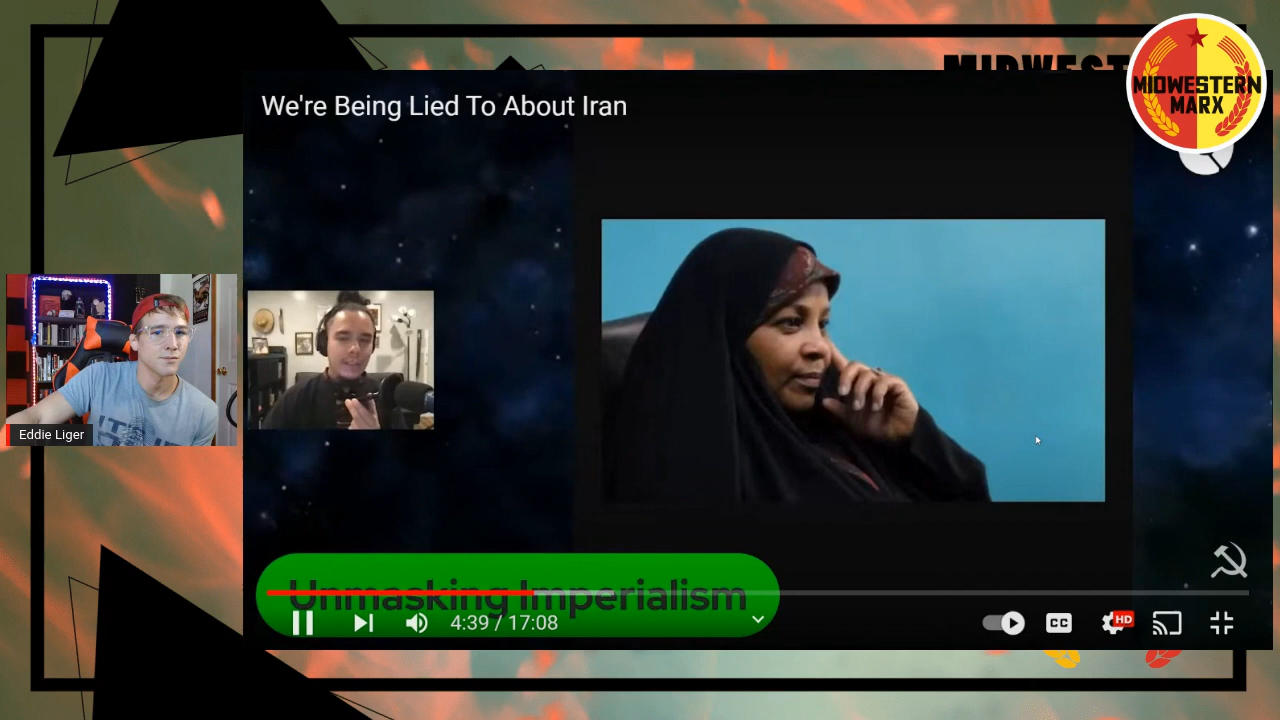 MIDWEST
MIDWESTERN
MARX
We're Being Lied To About Iran
Eddie Liger
Unmasking Imperialism
4:39 / 17:08
CC
HD